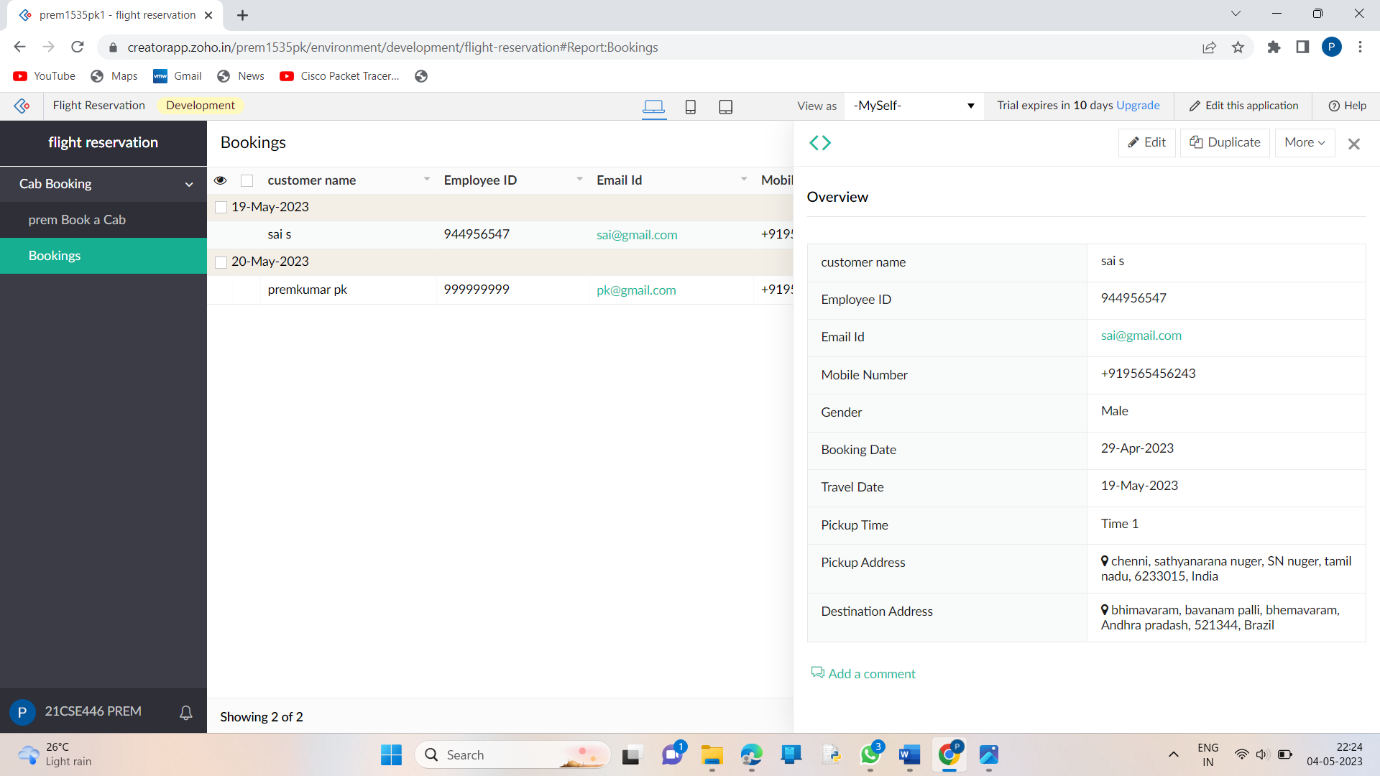 prem1535pk1 - flight reservation
creatorapp.zoho.in/prem1535pk/environment/development/flight-reservation#Report:Bookings
P
YouTube Maps Gmail News Cisco Packet Tracer...
Flight Reservation Development View as -MySelf- Trial expires in 10 days Upgrade Edit this application Help
flight reservation
Cab Booking
prem Book a Cab
Bookings
P 21CSE446 PREM
Bookings
customer name Employee ID Email Id Mobil
19-May-2023
sai s 944956547 sai@gmail.com +9195
20-May-2023
premkumar pk 999999999 pk@gmail.com +9195
Showing 2 of 2
Edit Duplicate More
Overview
customer name sai s
Employee ID 944956547
Email Id sai@gmail.com
Mobile Number +919565456243
Gender Male
Booking Date 29-Apr-2023
Travel Date 19-May-2023
Pickup Time Time 1
Pickup Address chenni, sathyanarana nuger, SN nuger, tamil
nadu, 6233015, India
Destination Address bhimavaram, bavanam palli, bhemavaram,
Andhra pradash, 521344, Brazil
Add a comment
26°C
Light rain
Search
1
3
P
ENG
IN
22:24
04-05-2023